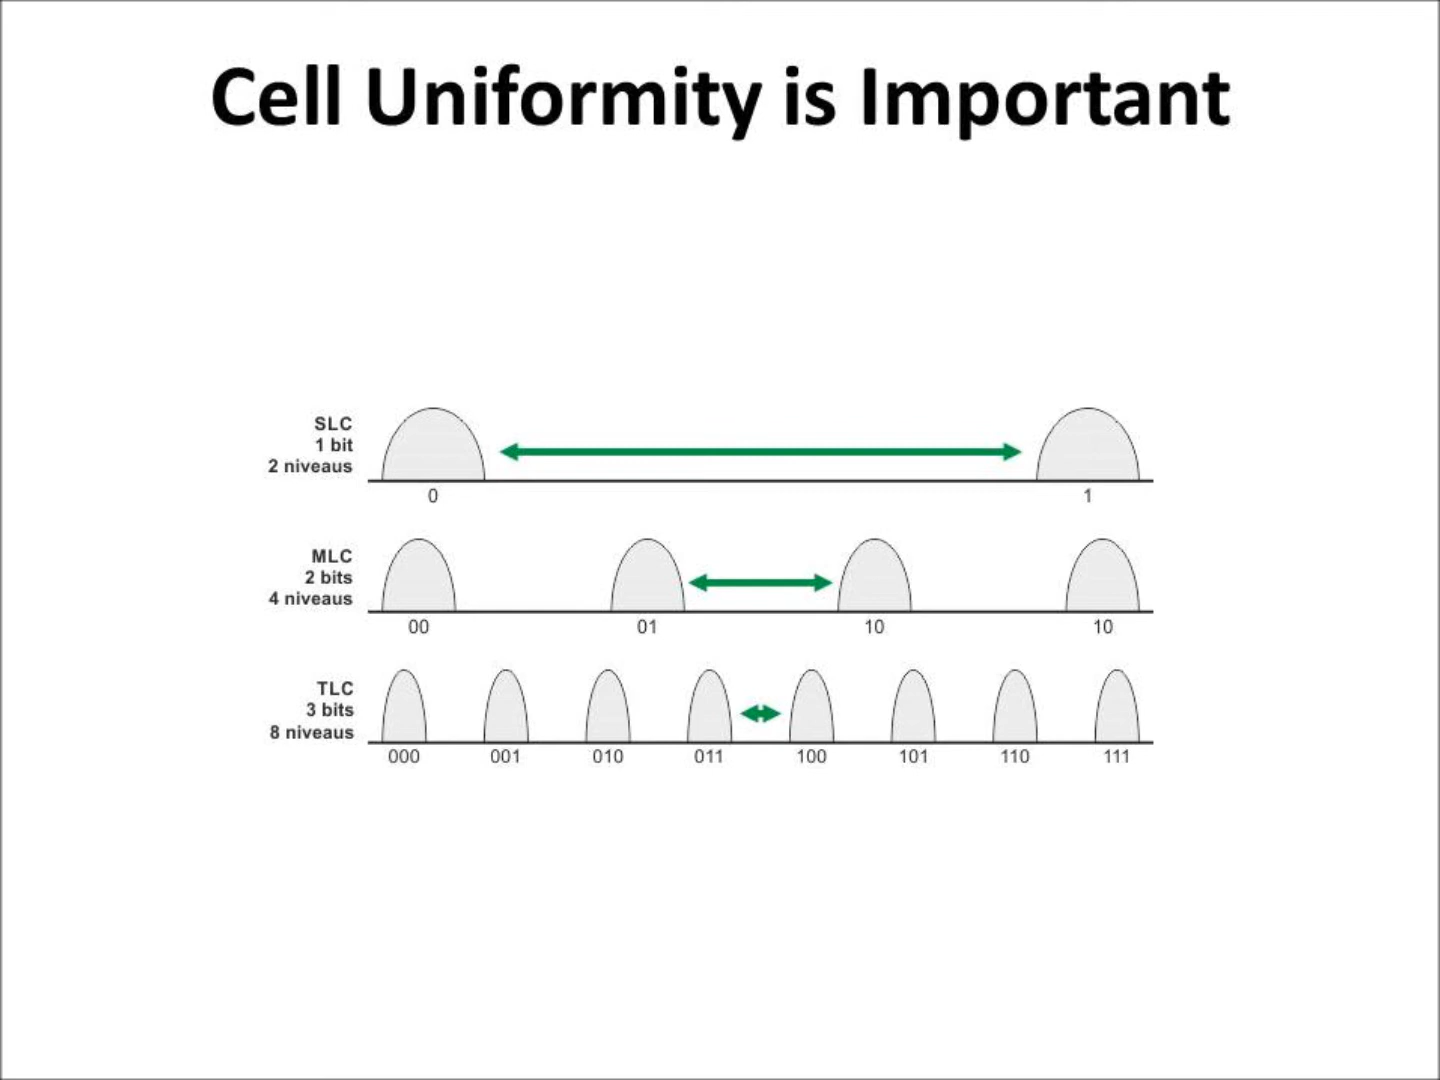 Cell Uniformity is Important
SLC
1 bit
2 niveaus
0 1
MLC
2 bits
4 niveaus
00 01 10 10
TLC
3 bits
8 niveaus
000 001 010 011 100 101 110 111